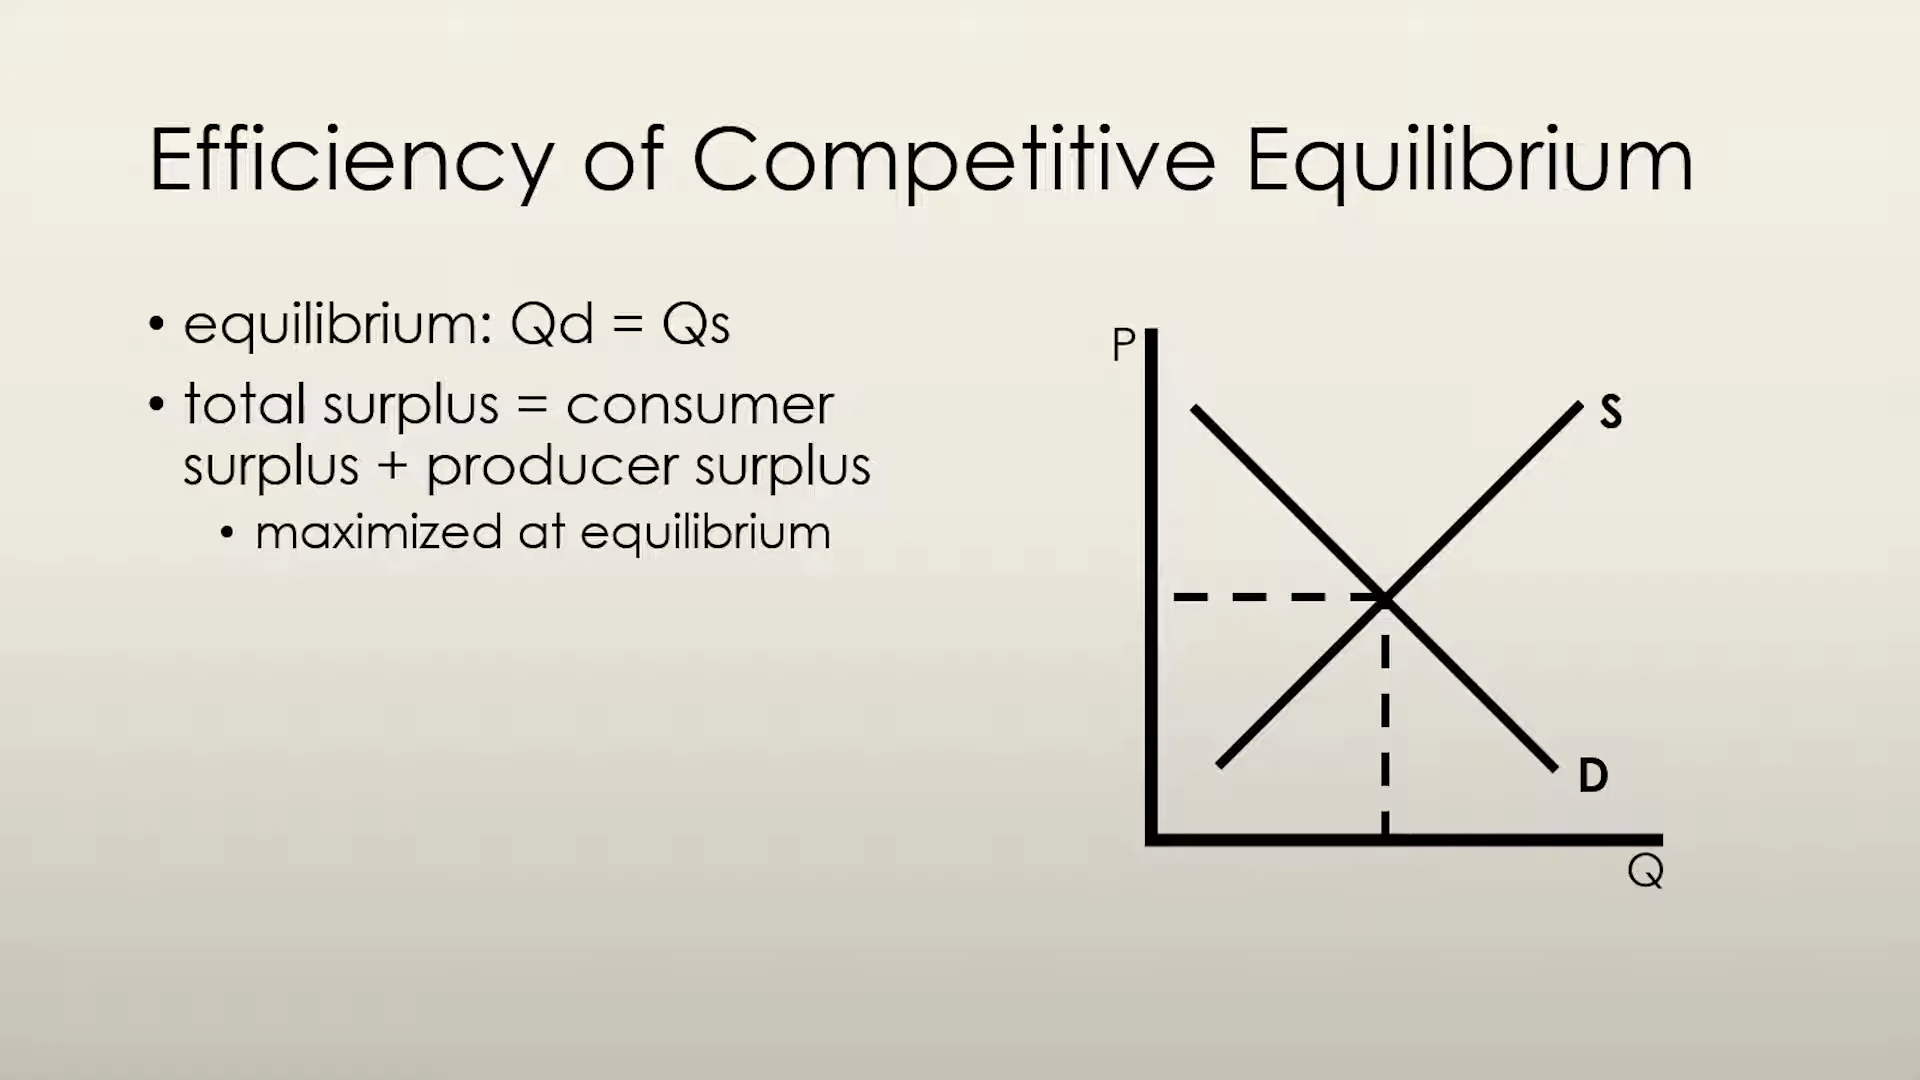 Efficiency of Competitive Equilibrium
• equilibrium: Qd = Qs
• total surplus = consumer
surplus + producer surplus
• maximized at equilibrium
P
S
D
Q